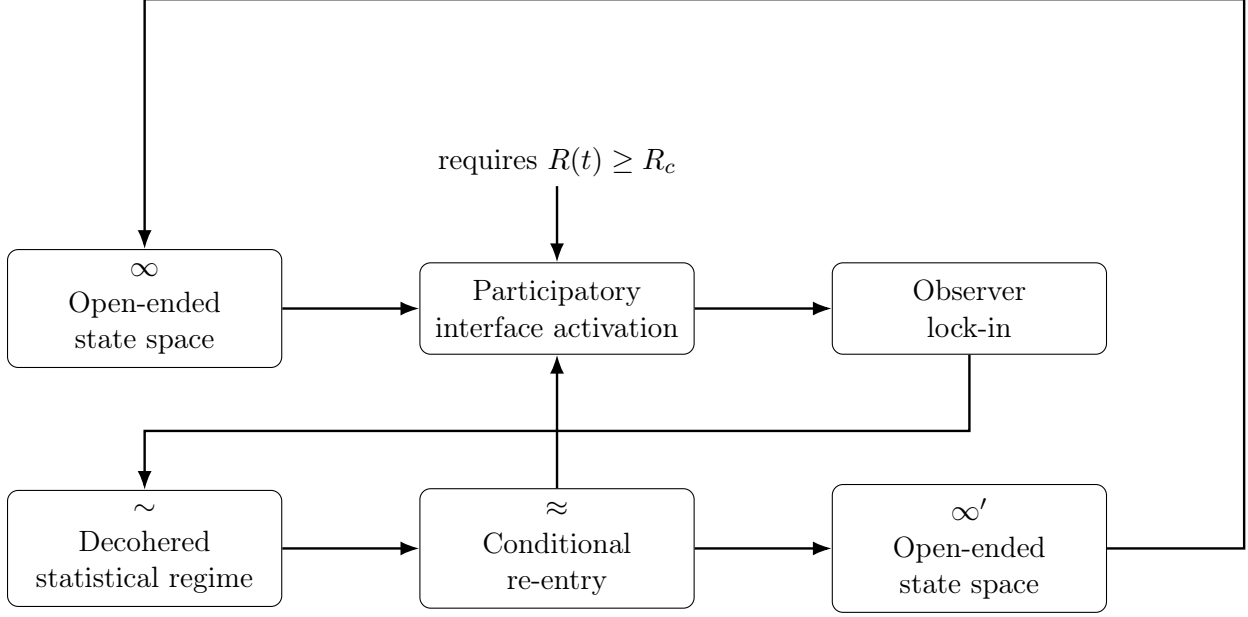 requires R(t) ≥ R_c
∞
Open-ended
state space
Participatory
interface activation
Observer
lock-in
∼
Decohered
statistical regime
≈
Conditional
re-entry
∞′
Open-ended
state space